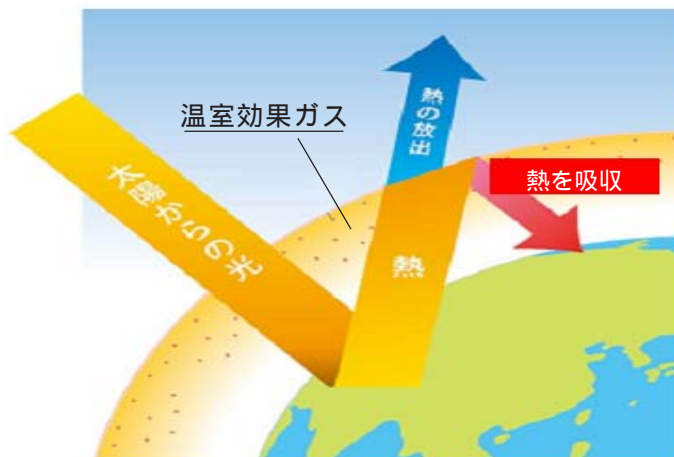 熱の放出
温室効果ガス
熱を吸収
太陽からの光
熱